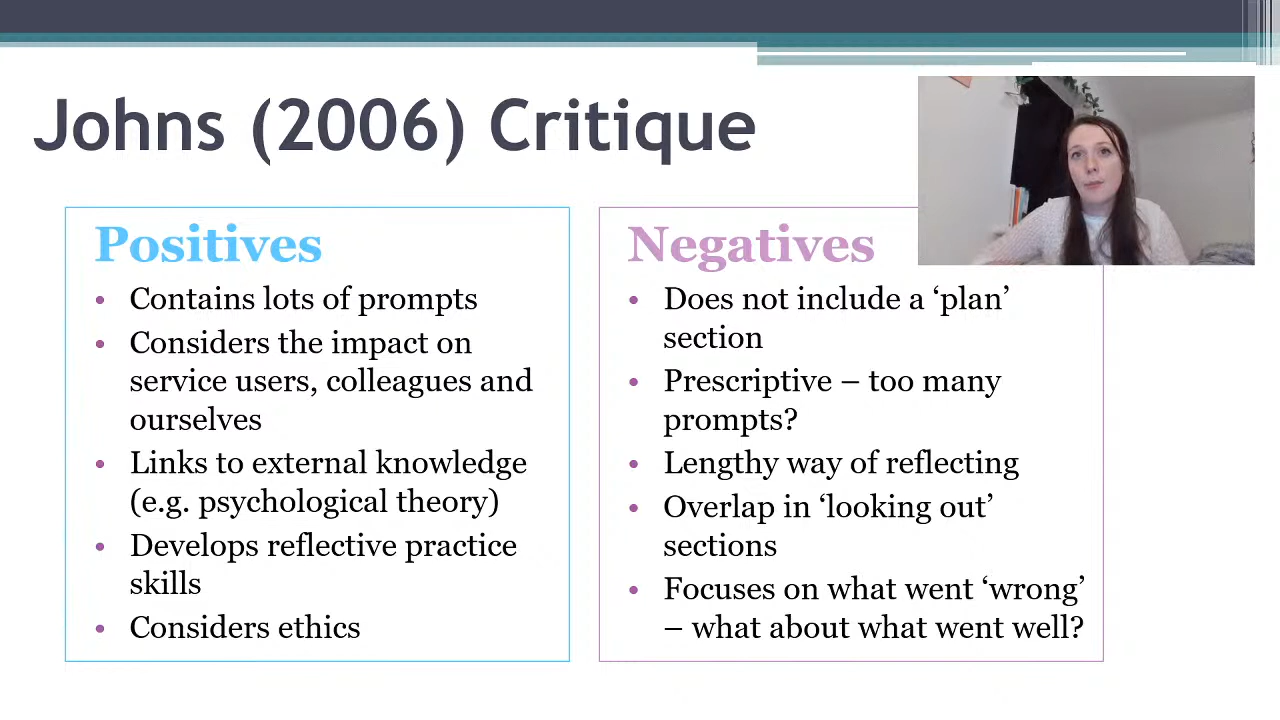 Johns (2006) Critique
Positives
• Contains lots of prompts
• Considers the impact on
service users, colleagues and
ourselves
• Links to external knowledge
(e.g. psychological theory)
• Develops reflective practice
skills
• Considers ethics
Negatives
• Does not include a ‘plan’
section
• Prescriptive – too many
prompts?
• Lengthy way of reflecting
• Overlap in ‘looking out’
sections
• Focuses on what went ‘wrong’
– what about what went well?